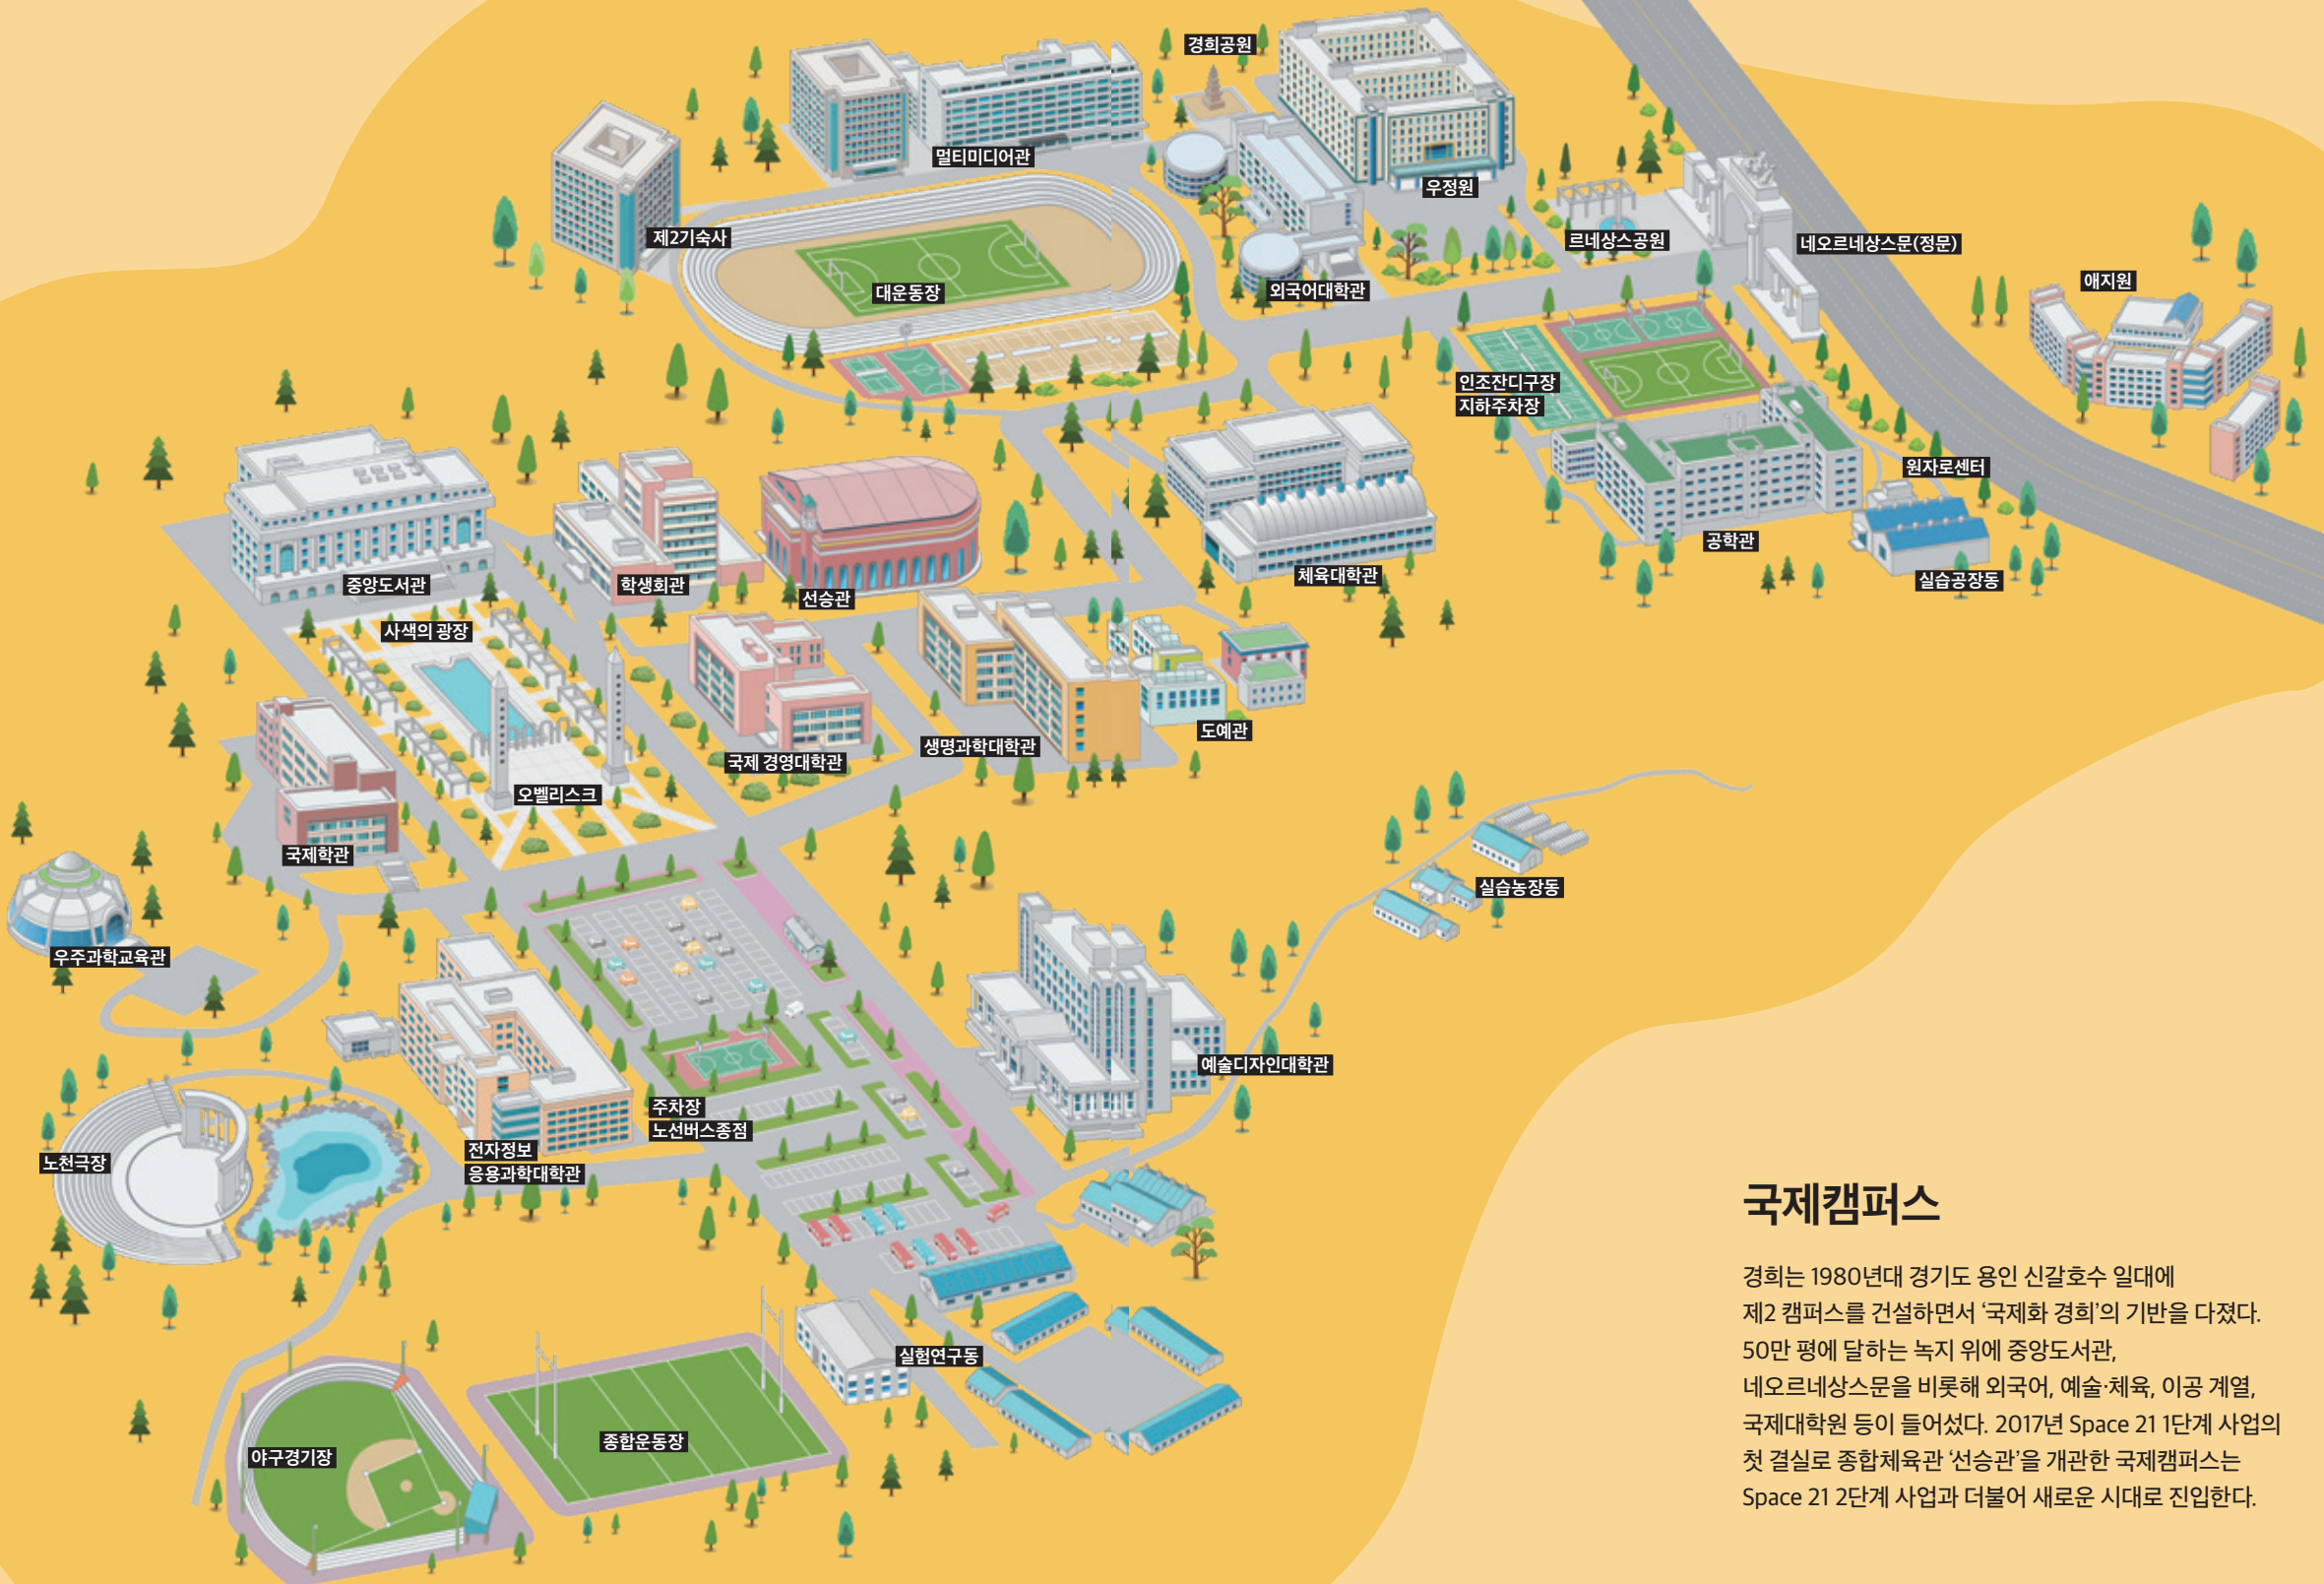 경희공원
멀티미디어관
우정원
제2기숙사
르네상스공원
네오르네상스문(정문)
대운동장
외국어대학관
애지원
인조잔디구장
지하주차장
원자로센터
공학관
실습공장동
중앙도서관
학생회관
선승관
체육대학관
사색의 광장
국제 경영대학관
생명과학대학관
도예관
오벨리스크
국제학관
실습농장동
우주과학교육관
예술디자인대학관
주차장
노선버스종점
전자정보
응용과학대학관
노천극장
실험연구동
종합운동장
야구경기장
국제캠퍼스
경희는 1980년대 경기도 용인 신갈호수 일대에
제2 캠퍼스를 건설하면서 ‘국제화 경희’의 기반을 다졌다.
50만 평에 달하는 녹지 위에 중앙도서관,
네오르네상스문을 비롯해 외국어, 예술·체육, 이공 계열,
국제대학원 등이 들어섰다. 2017년 Space 21 1단계 사업의
첫 결실로 종합체육관 ‘선승관’을 개관한 국제캠퍼스는
Space 21 2단계 사업과 더불어 새로운 시대로 진입한다.